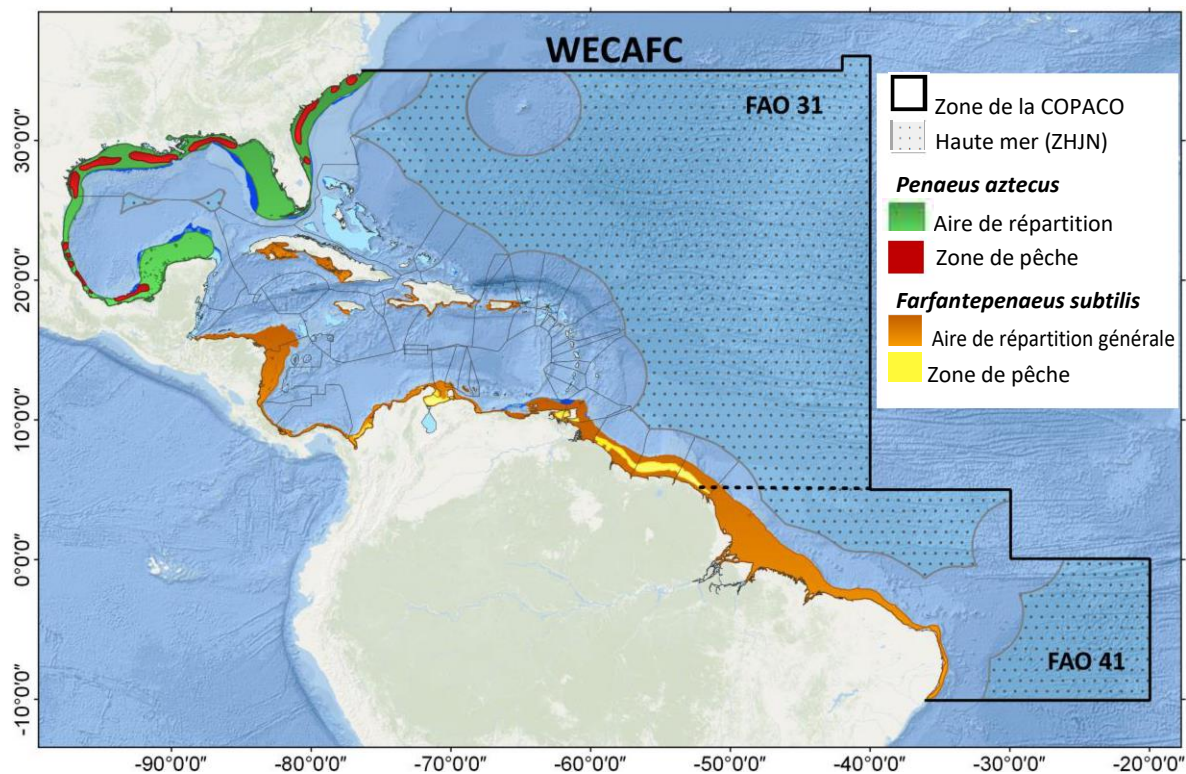 WECAFC
FAO 31
Zone de la COPACO
Haute mer (ZHJN)
Penaeus aztecus
Aire de répartition
Zone de pêche
Farfantepenaeus subtilis
Aire de répartition générale
Zone de pêche
FAO 41
30°0'0"
20°0'0"
10°0'0"
0°0'0"
-10°0'0"
-90°0'0"
-80°0'0"
-70°0'0"
-60°0'0"
-50°0'0"
-40°0'0"
-30°0'0"
-20°0'0"